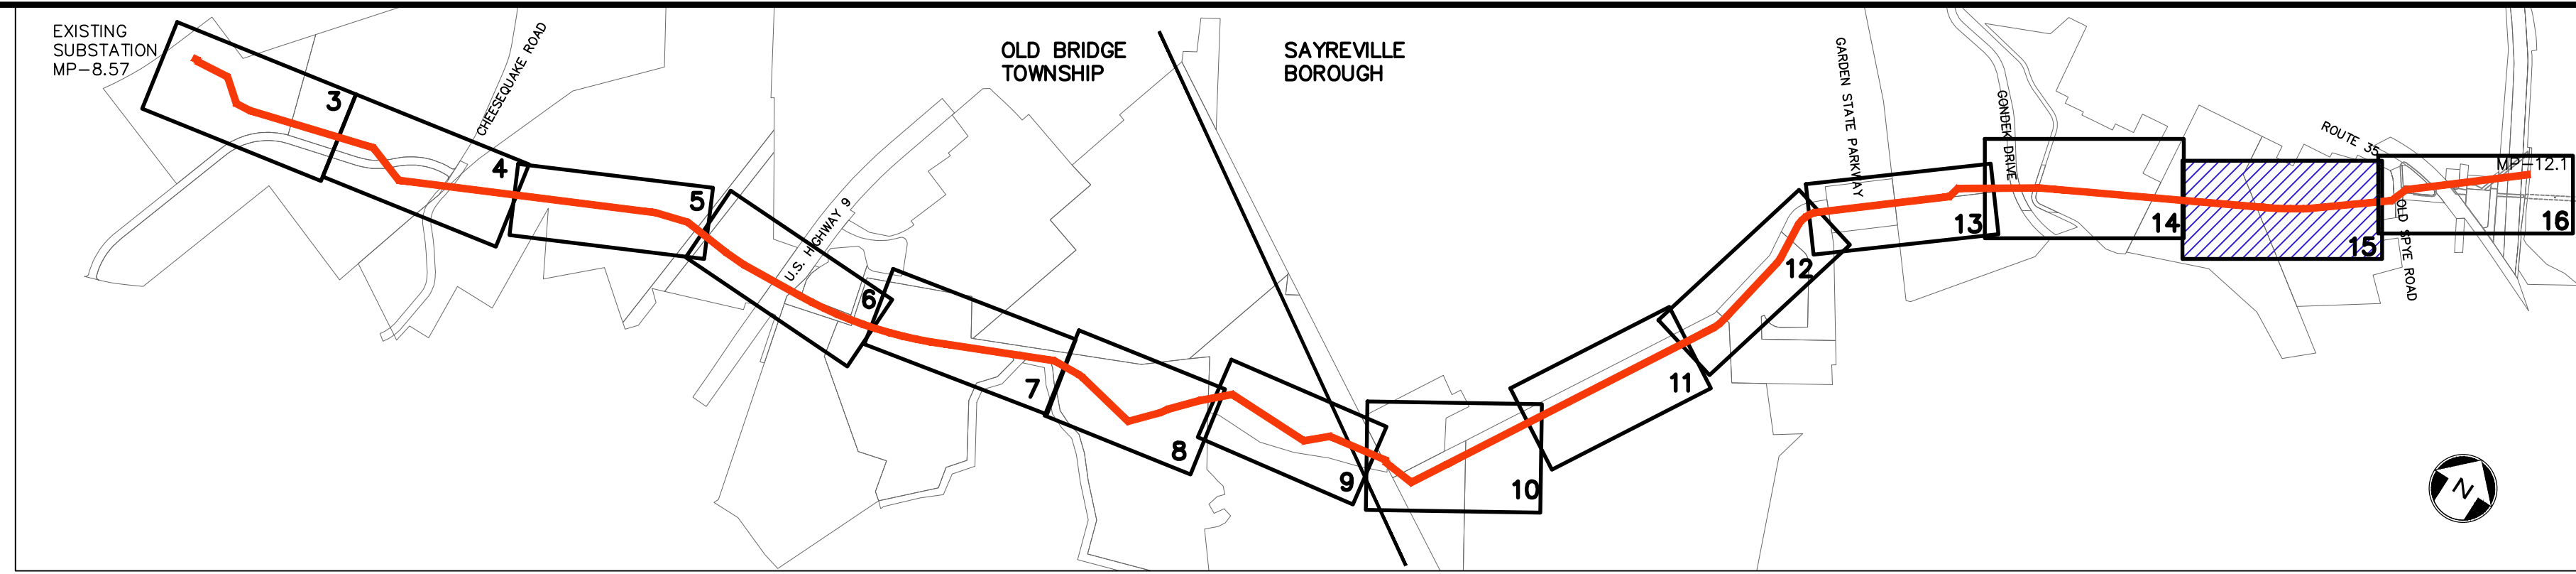 EXISTING
SUBSTATION
MP-8.57
3
CHEESEQUAKE ROAD
4
5
U.S. HIGHWAY 9
6
OLD BRIDGE
TOWNSHIP
7
8
SAYREVILLE
BOROUGH
9
10
11
12
GARDEN STATE PARKWAY
13
GONDEK DRIVE
14
15
ROUTE 35
OLD SPYE ROAD
MP-12.1
16
N